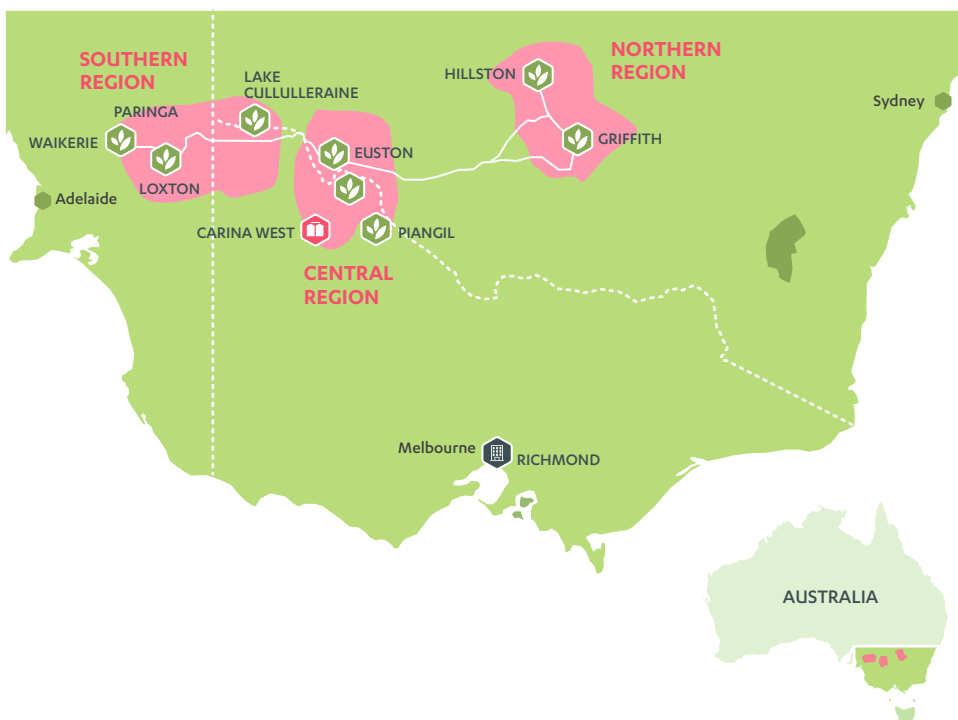 SOUTHERN
REGION
LAKE
CULLULLERAINE
PARINGA
WAIKERIE
LOXTON
Adelaide
NORTHERN
REGION
HILLSTON
GRIFFITH
Sydney
EUSTON
CARINA WEST
PIANGIL
CENTRAL
REGION
Melbourne
RICHMOND
AUSTRALIA